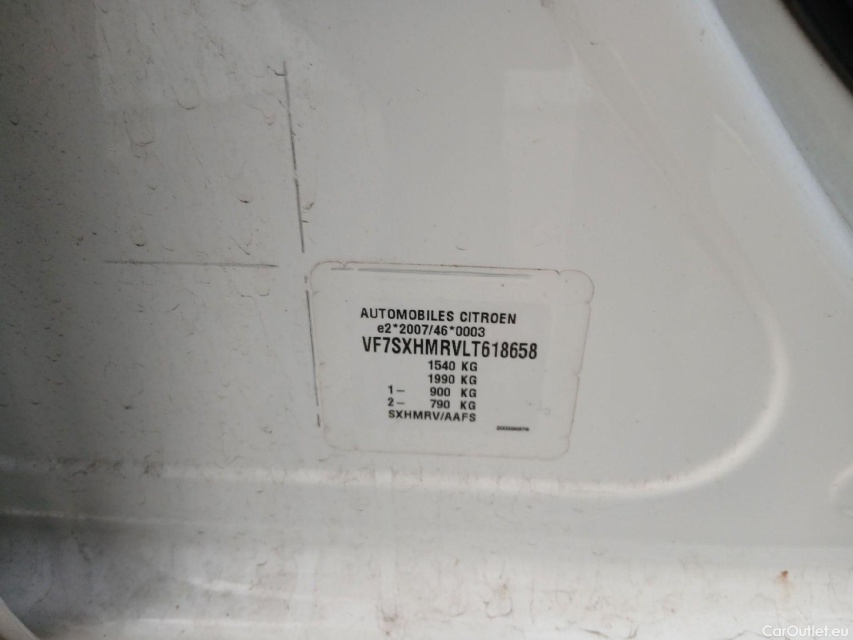 AUTOMOBILES CITROEN
e2*2007/46*0003
VF7SXHMRVLT618658
1540 KG
1990 KG
1– 900 KG
2– 790 KG
SXHMRV/AAFS
CarOutlet.eu